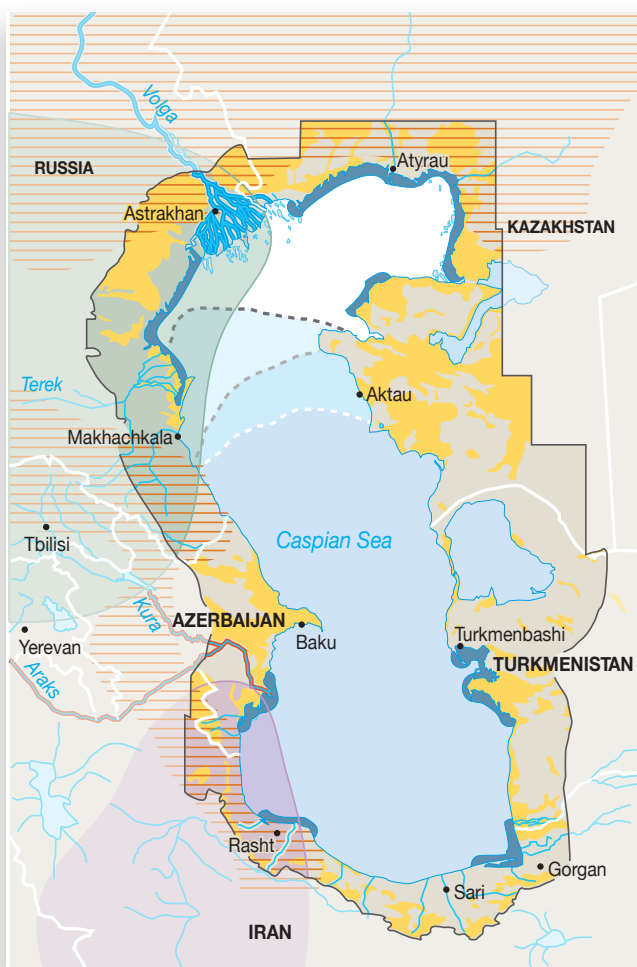 Volga
RUSSIA
Atyrau
Astrakhan
KAZAKHSTAN
Terek
Aktau
Makhachkala
Tbilisi
Caspian Sea
Kura
AZERBAIJAN
Baku
Yerevan
Turkmenbashi
TURKMENISTAN
Araks
Rasht
Gorgan
Sari
IRAN